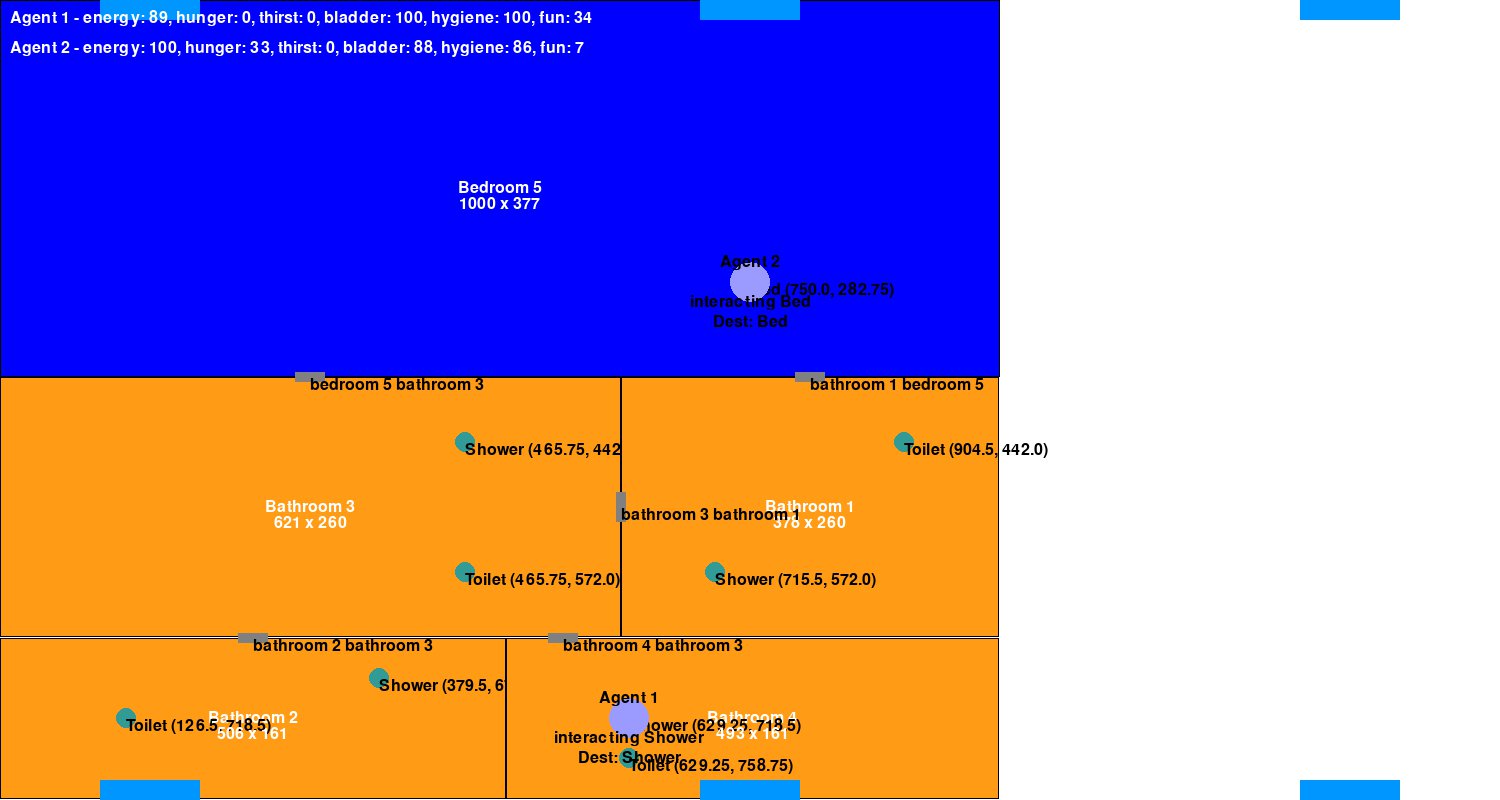 Agent 1 - energy: 89, hunger: 0, thirst: 0, bladder: 100, hygiene: 100, fun: 34
Agent 2 - energy: 100, hunger: 33, thirst: 0, bladder: 88, hygiene: 86, fun: 7
Bedroom 5
1000 x 377
Agent 2
(750.0, 282.75)
interacting Bed
Dest: Bed
bedroom 5 bathroom 3
bathroom 1 bedroom 5
Shower (465.75, 442
Toilet (904.5, 442.0)
Bathroom 3
621 x 260
Bathroom 1
378 x 260
bathroom 3 bathroom 1
Toilet (465.75, 572.0)
Shower (715.5, 572.0)
bathroom 2 bathroom 3
bathroom 4 bathroom 3
Shower (379.5, 6
Agent 1
Bathroom 2
506 x 161
Toilet (126.5, 718.5)
Bathroom 4
493 x 161
ower (629.25, 718.5)
interacting Shower
Dest: Shower
Toilet (629.25, 758.75)